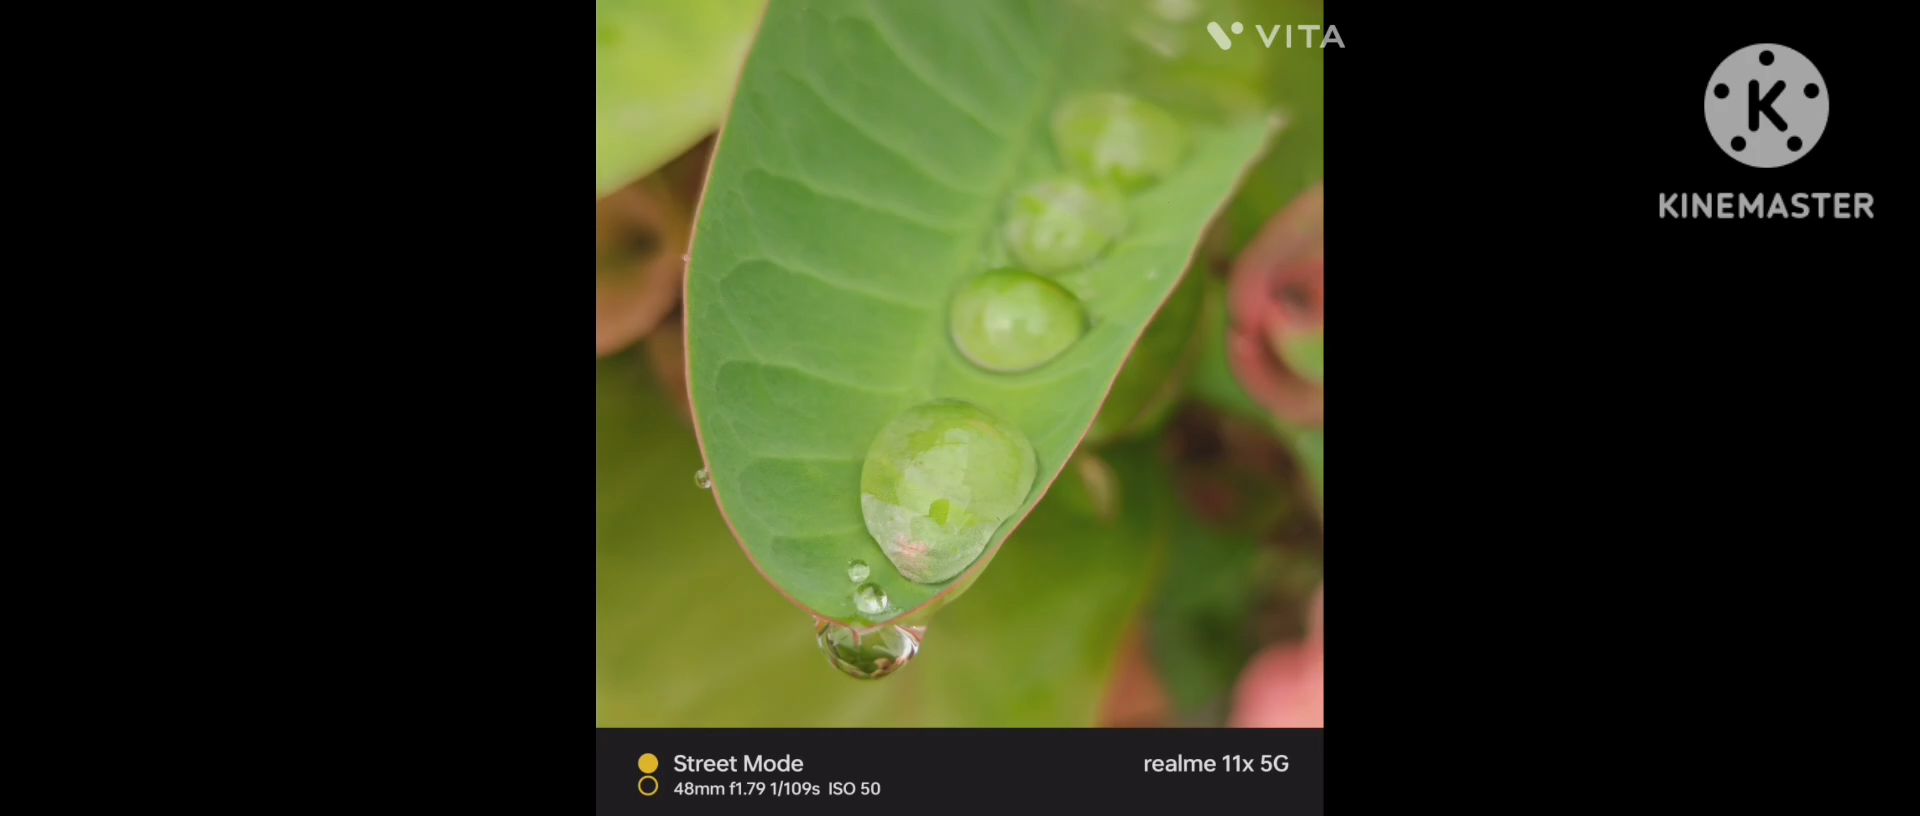 VITA
K
KINEMASTER
Street Mode
48mm f1.79 1/109s ISO 50
realme 11x 5G